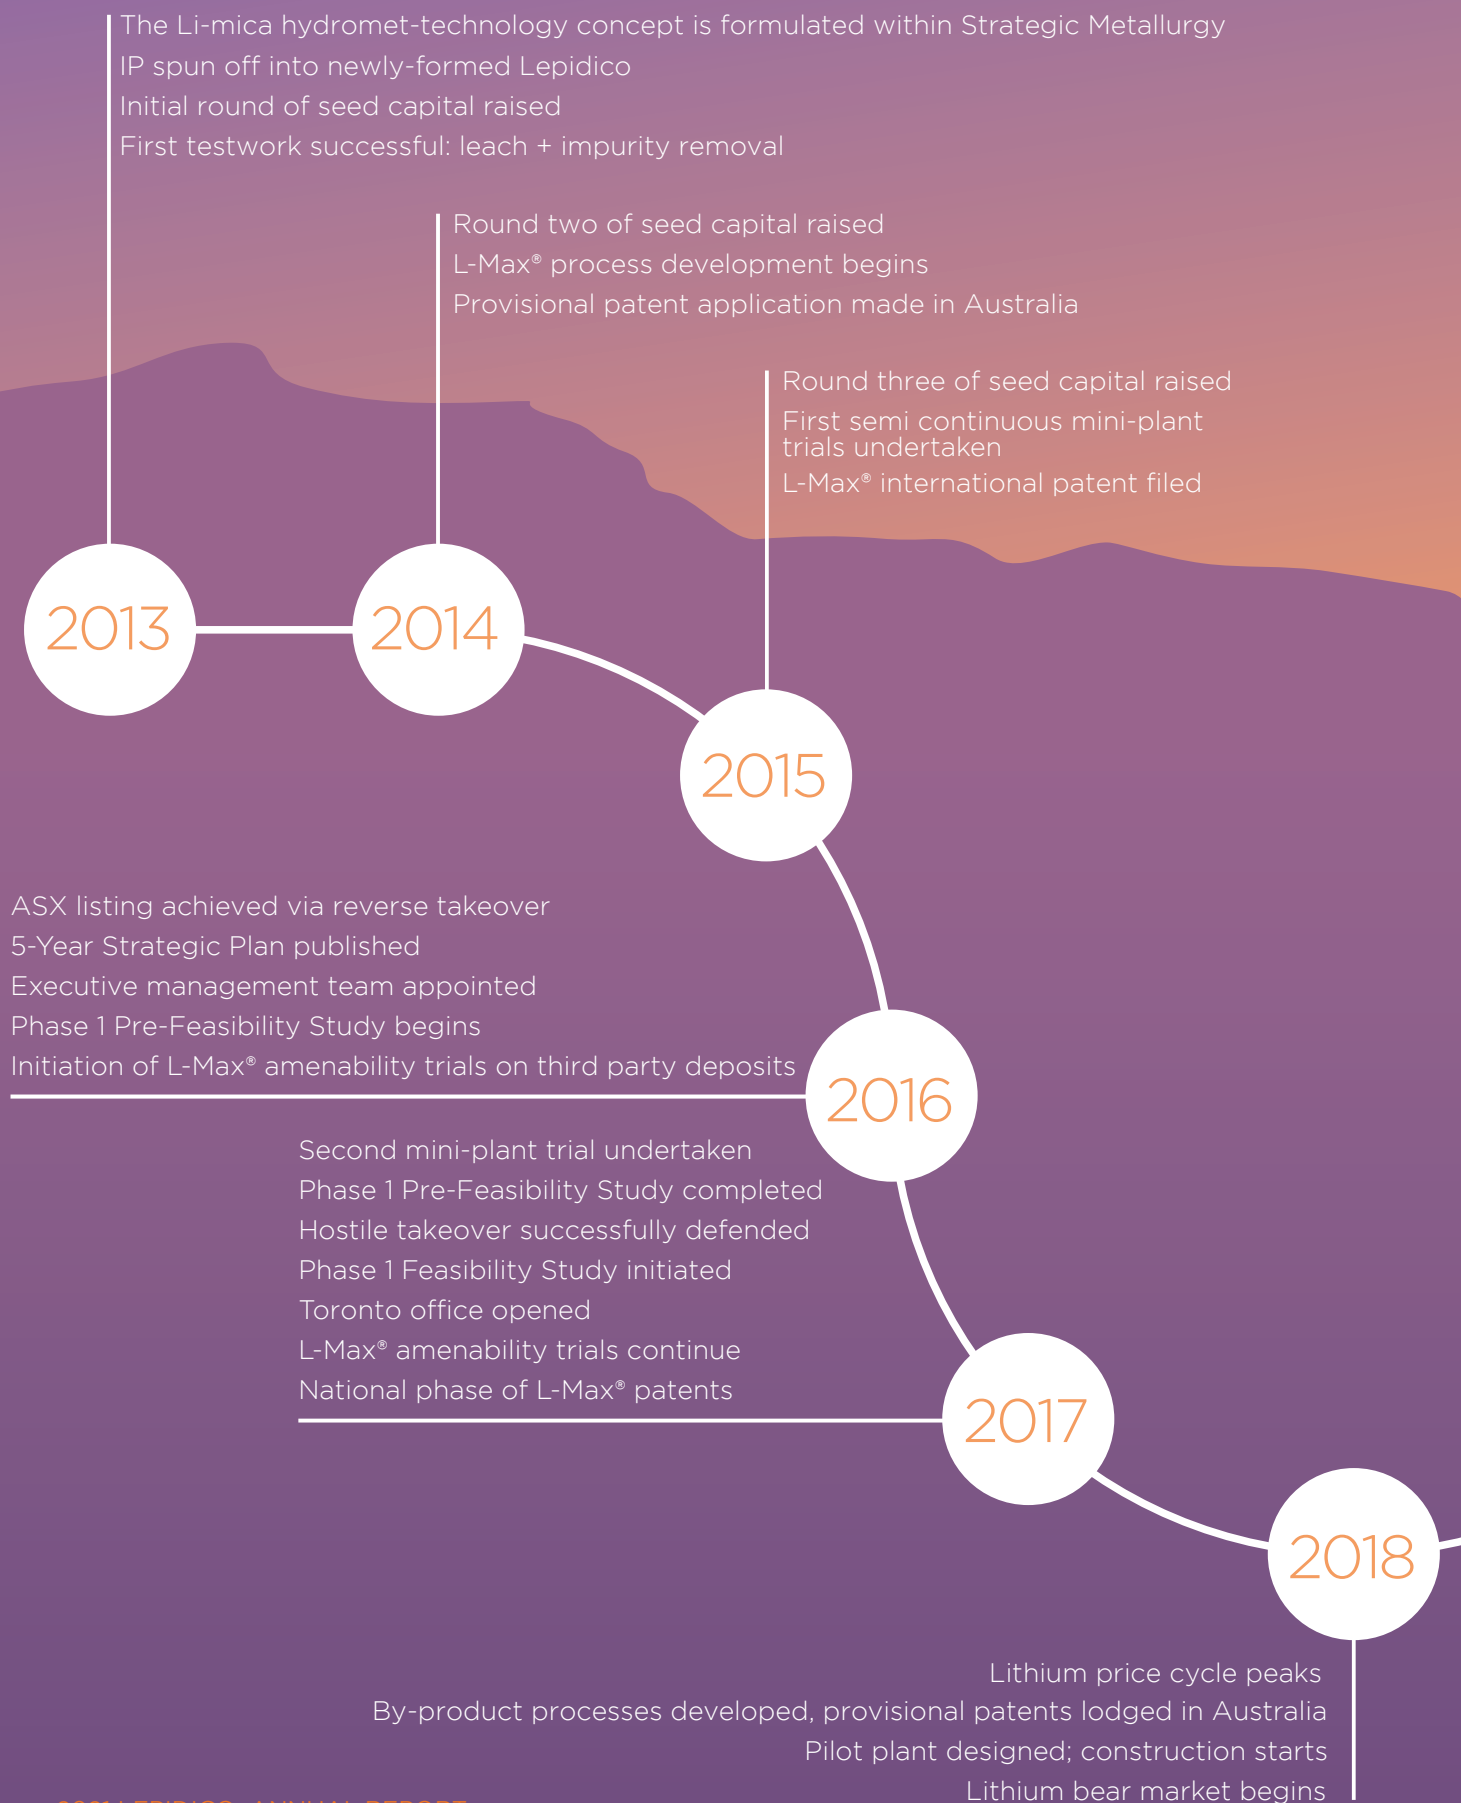 The Li-mica hydromet-technology concept is formulated within Strategic Metallurgy
IP spun off into newly-formed Lepidico
Initial round of seed capital raised
First testwork successful: leach + impurity removal
Round two of seed capital raised
L-Max® process development begins
Provisional patent application made in Australia
Round three of seed capital raised
First semi continuous mini-plant
trials undertaken
L-Max® international patent filed
2013
2014
2015
ASX listing achieved via reverse takeover
5-Year Strategic Plan published
Executive management team appointed
Phase 1 Pre-Feasibility Study begins
Initiation of L-Max® amenability trials on third party deposits
2016
Second mini-plant trial undertaken
Phase 1 Pre-Feasibility Study completed
Hostile takeover successfully defended
Phase 1 Feasibility Study initiated
Toronto office opened
L-Max® amenability trials continue
National phase of L-Max® patents
2017
2018
Lithium price cycle peaks
By-product processes developed, provisional patents lodged in Australia
Pilot plant designed; construction starts
Lithium bear market begins
2021 LEPIDICO ANNUAL REPORT